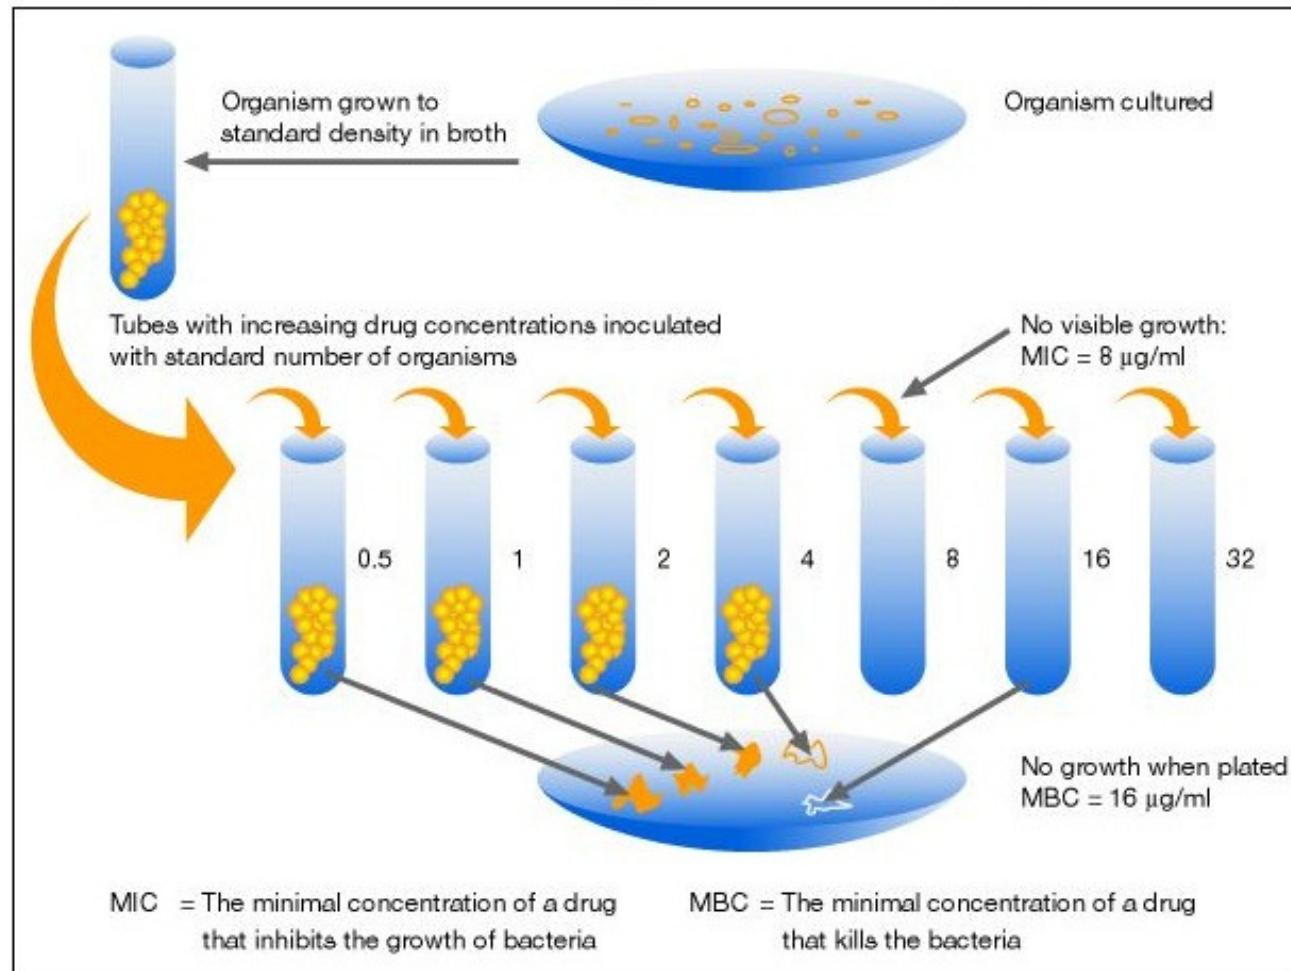 Organism grown to
standard density in broth
Organism cultured
Tubes with increasing drug concentrations inoculated
with standard number of organisms
No visible growth:
MIC = 8 μg/ml
0.5
1
2
4
8
16
32
No growth when plated
MBC = 16 μg/ml
MIC = The minimal concentration of a drug
that inhibits the growth of bacteria
MBC = The minimal concentration of a drug
that kills the bacteria